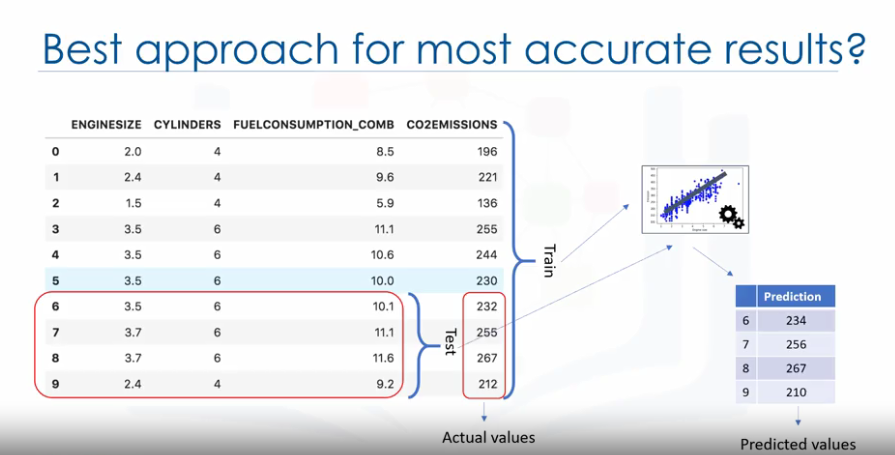 Best approach for most accurate results?
ENGINESIZE CYLINDERS FUELCONSUMPTION_COMB CO2EMISSIONS
0 2.0 4 8.5 196
1 2.4 4 9.6 221
2 1.5 4 5.9 136
3 3.5 6 11.1 255
4 3.5 6 10.6 244
5 3.5 6 10.0 230
6 3.5 6 10.1 232
7 3.7 6 11.1 255
8 3.7 6 11.6 267
9 2.4 4 9.2 212
Train
Test
Actual values
Prediction
6 234
7 256
8 267
9 210
Predicted values